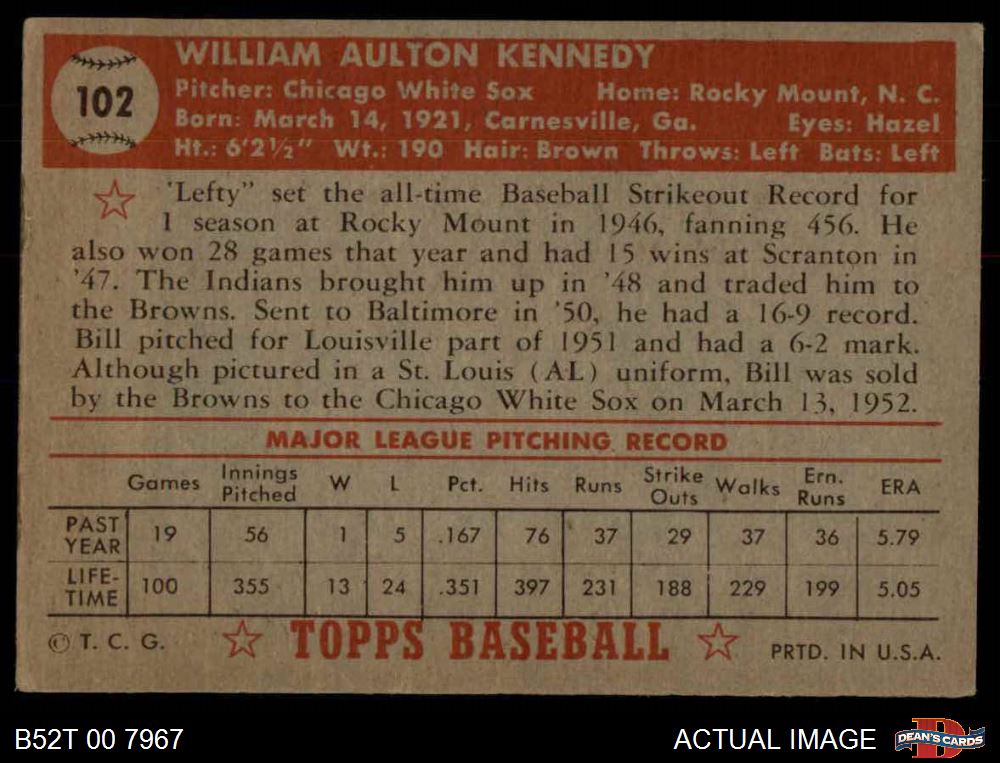 102
WILLIAM AULTON KENNEDY
Pitcher: Chicago White Sox Home: Rocky Mount, N. C.
Born: March 14, 1921, Carnesville, Ga. Eyes: Hazel
Ht.: 6'2½" Wt.: 190 Hair: Brown Throws: Left Bats: Left
'Lefty" set the all-time Baseball Strikeout Record for
1 season at Rocky Mount in 1946, fanning 456. He
also won 28 games that year and had 15 wins at Scranton in
'47. The Indians brought him up in '48 and traded him to
the Browns. Sent to Baltimore in '50, he had a 16-9 record.
Bill pitched for Louisville part of 1951 and had a 6-2 mark.
Although pictured in a St. Louis (AL) uniform, Bill was sold
by the Browns to the Chicago White Sox on March 13, 1952.
MAJOR LEAGUE PITCHING RECORD
Games Innings Pitched W L Pct. Hits Runs Strike Outs Walks Ern. Runs ERA
PAST YEAR 19 56 1 5 .167 76 37 29 37 36 5.79
LIFE-TIME 100 355 13 24 .351 397 231 188 229 199 5.05
© T. C. G. TOPPS BASEBALL PRTD. IN U.S.A.
B52T 00 7967 ACTUAL IMAGE D DEAN'S CARDS